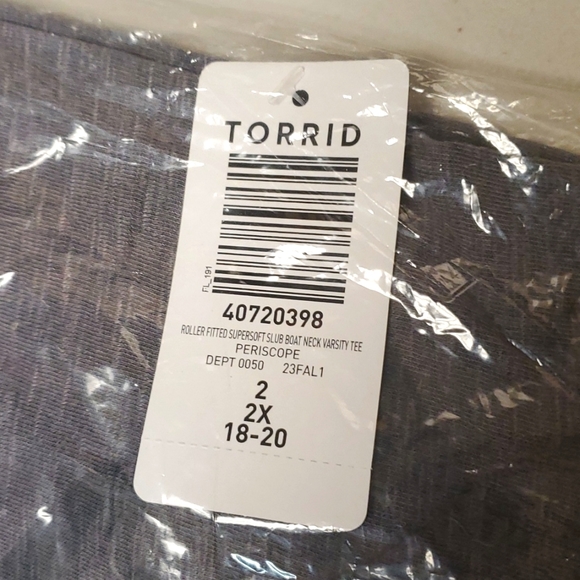 TORRID
FL_191
40720398
ROLLER FITTED SUPERSOFT SLUB BOAT NECK VARSITY TEE
PERISCOPE
DEPT 0050 23FAL1
2
2X
18-20